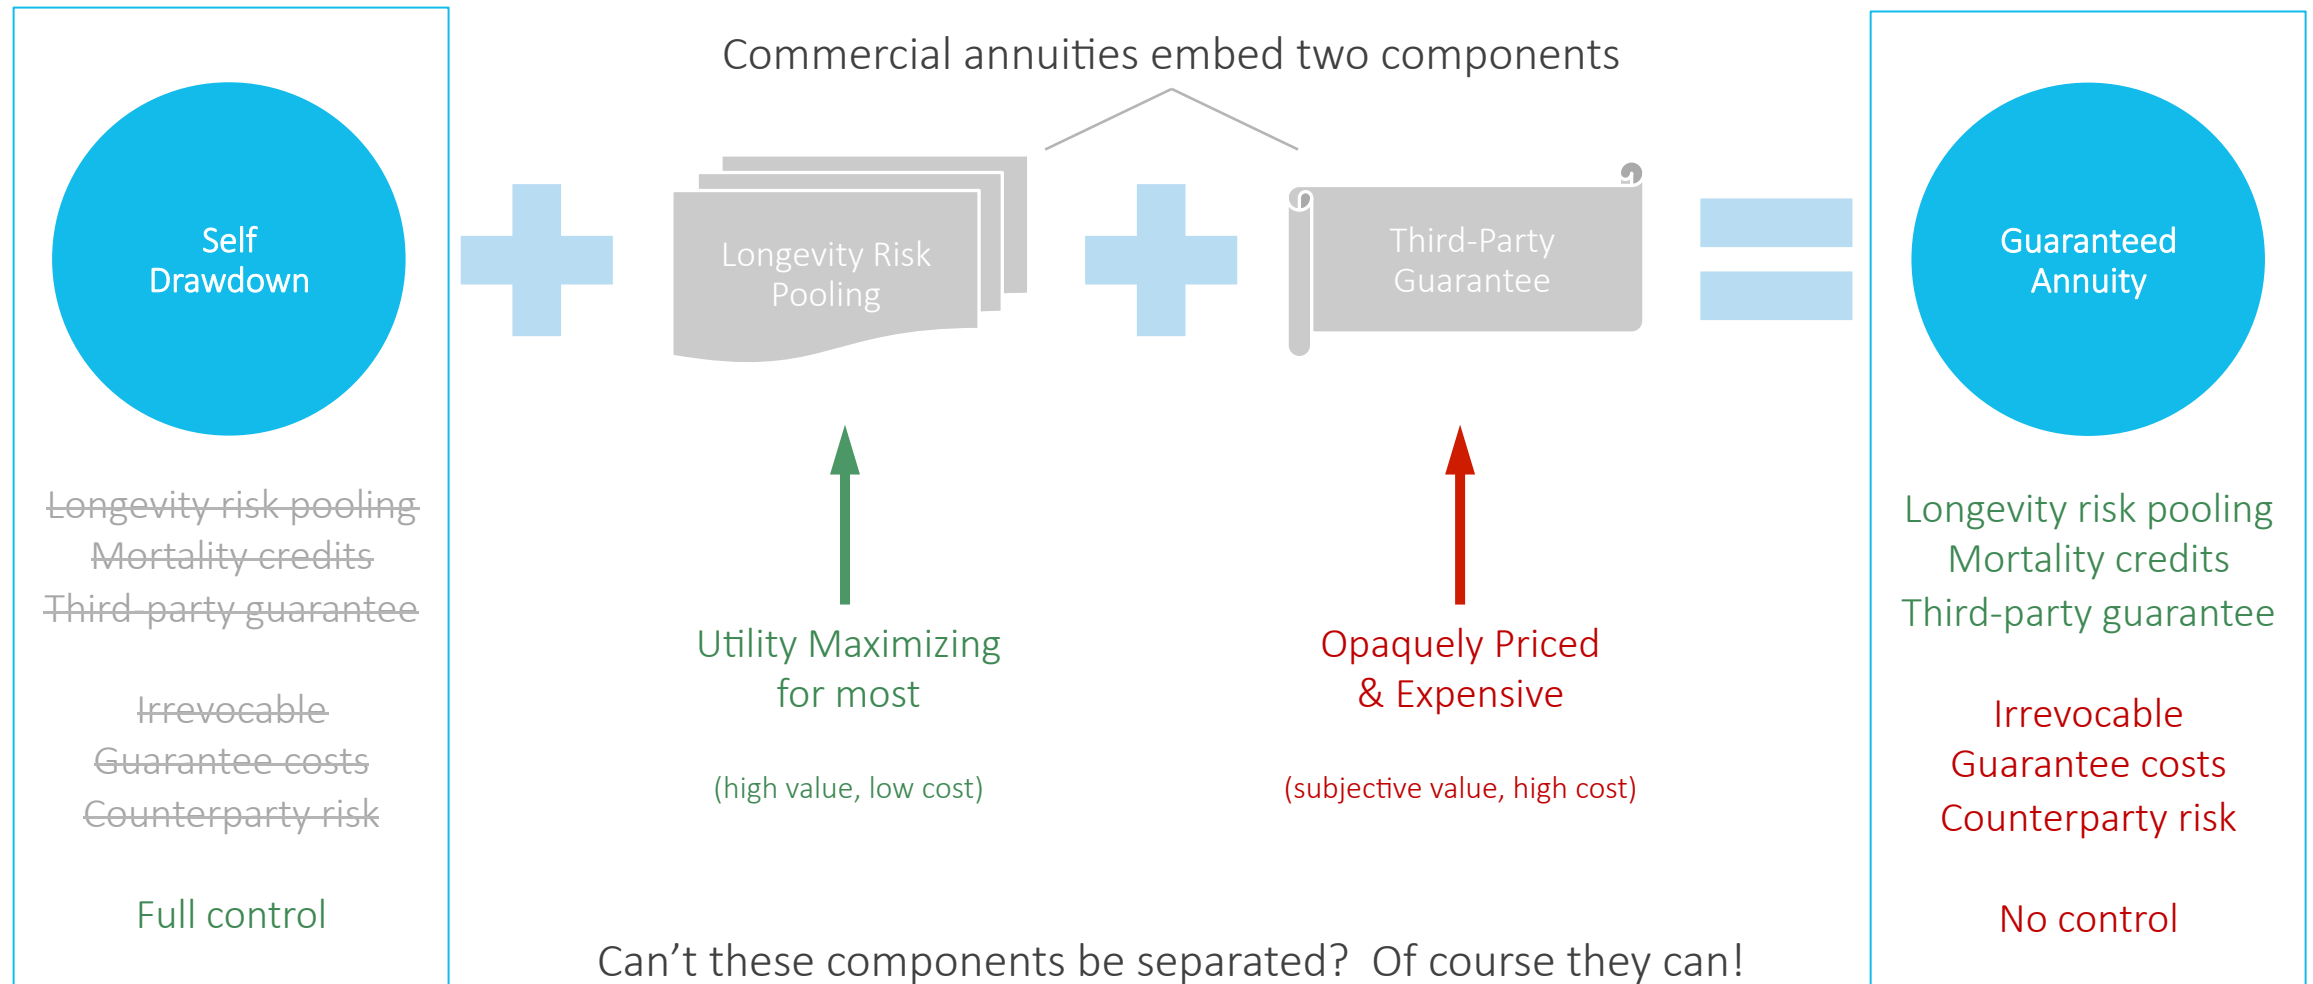 Commercial annuities embed two components
Self
Drawdown
Longevity Risk
Pooling
Third-Party
Guarantee
Guaranteed
Annuity
Longevity risk pooling
Mortality credits
Third-party guarantee
Irrevocable
Guarantee costs
Counterparty risk
Full control
Utility Maximizing
for most
(high value, low cost)
Opaquely Priced
& Expensive
(subjective value, high cost)
Longevity risk pooling
Mortality credits
Third-party guarantee
Irrevocable
Guarantee costs
Counterparty risk
No control
Can’t these components be separated?  Of course they can!